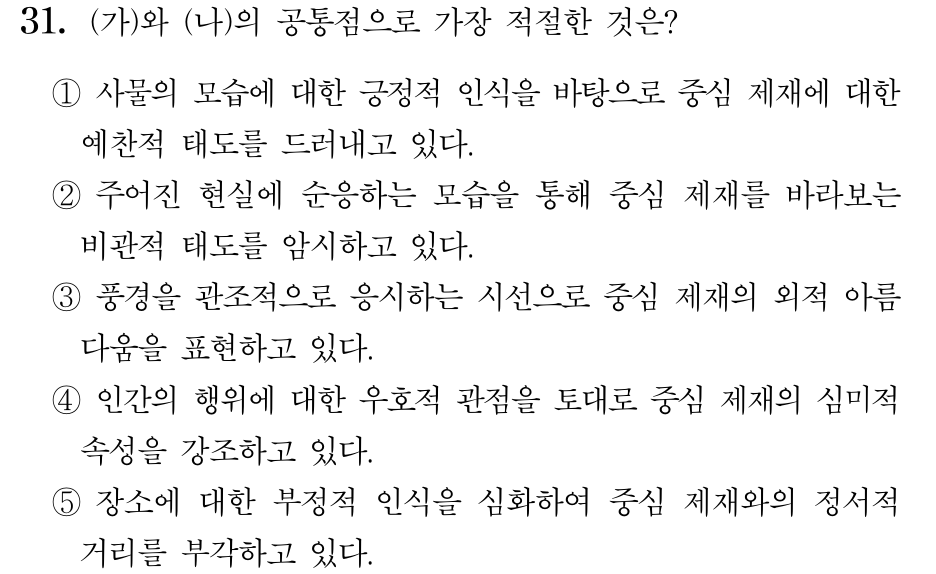 31. (가)와 (나)의 공통점으로 가장 적절한 것은?
① 사물의 모습에 대한 긍정적 인식을 바탕으로 중심 제재에 대한
예찬적 태도를 드러내고 있다.
② 주어진 현실에 순응하는 모습을 통해 중심 제재를 바라보는
비관적 태도를 암시하고 있다.
③ 풍경을 관조적으로 응시하는 시선으로 중심 제재의 외적 아름
다움을 표현하고 있다.
④ 인간의 행위에 대한 우호적 관점을 토대로 중심 제재의 심미적
속성을 강조하고 있다.
⑤ 장소에 대한 부정적 인식을 심화하여 중심 제재와의 정서적
거리를 부각하고 있다.